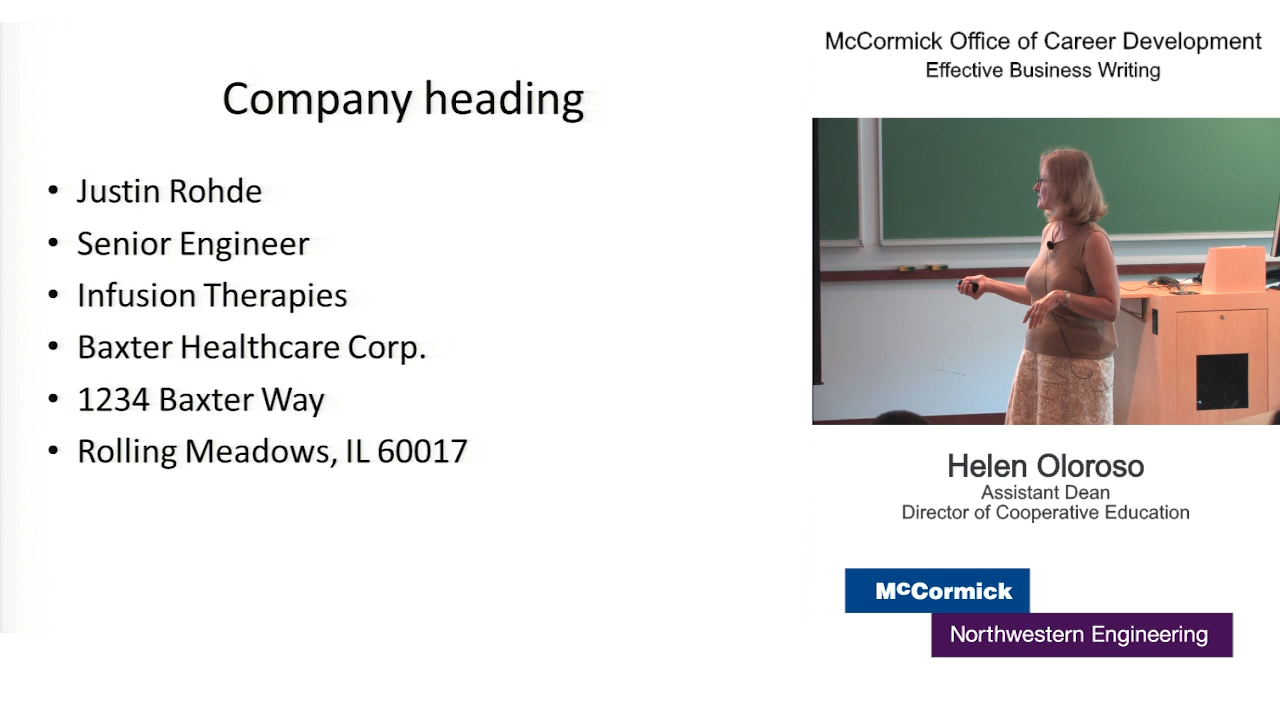 Company heading
• Justin Rohde
• Senior Engineer
• Infusion Therapies
• Baxter Healthcare Corp.
• 1234 Baxter Way
• Rolling Meadows, IL 60017
McCormick Office of Career Development
Effective Business Writing
Helen Oloroso
Assistant Dean
Director of Cooperative Education
McCormick
Northwestern Engineering